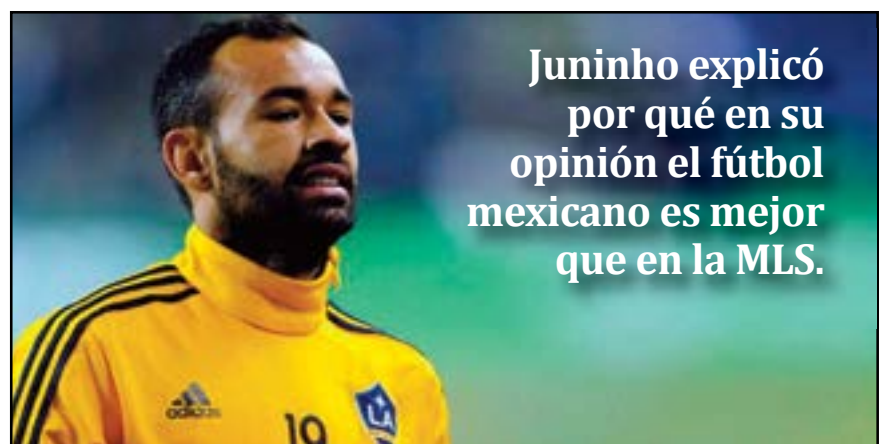 Juninho explicó
por qué en su
opinión el fútbol
mexicano es mejor
que en la MLS.
adidas
19
LA